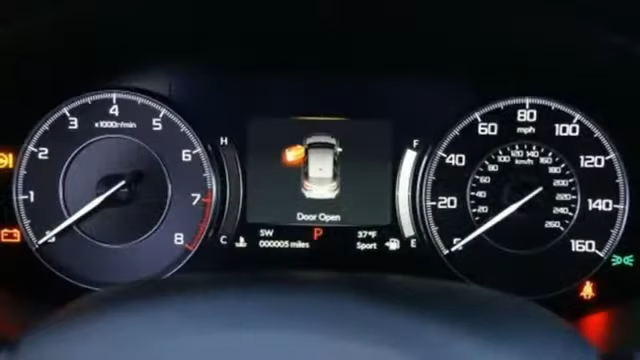 4
3 5
x1000r/min
2 6
1 7
8
H
C
Door Open
SW
000005 miles
P
37°F
Sport
F
E
80
60 100
mph
40 120
20 140
0 160
120
100 140
km/h
80 160
60 180
40 200
20 220
240
260